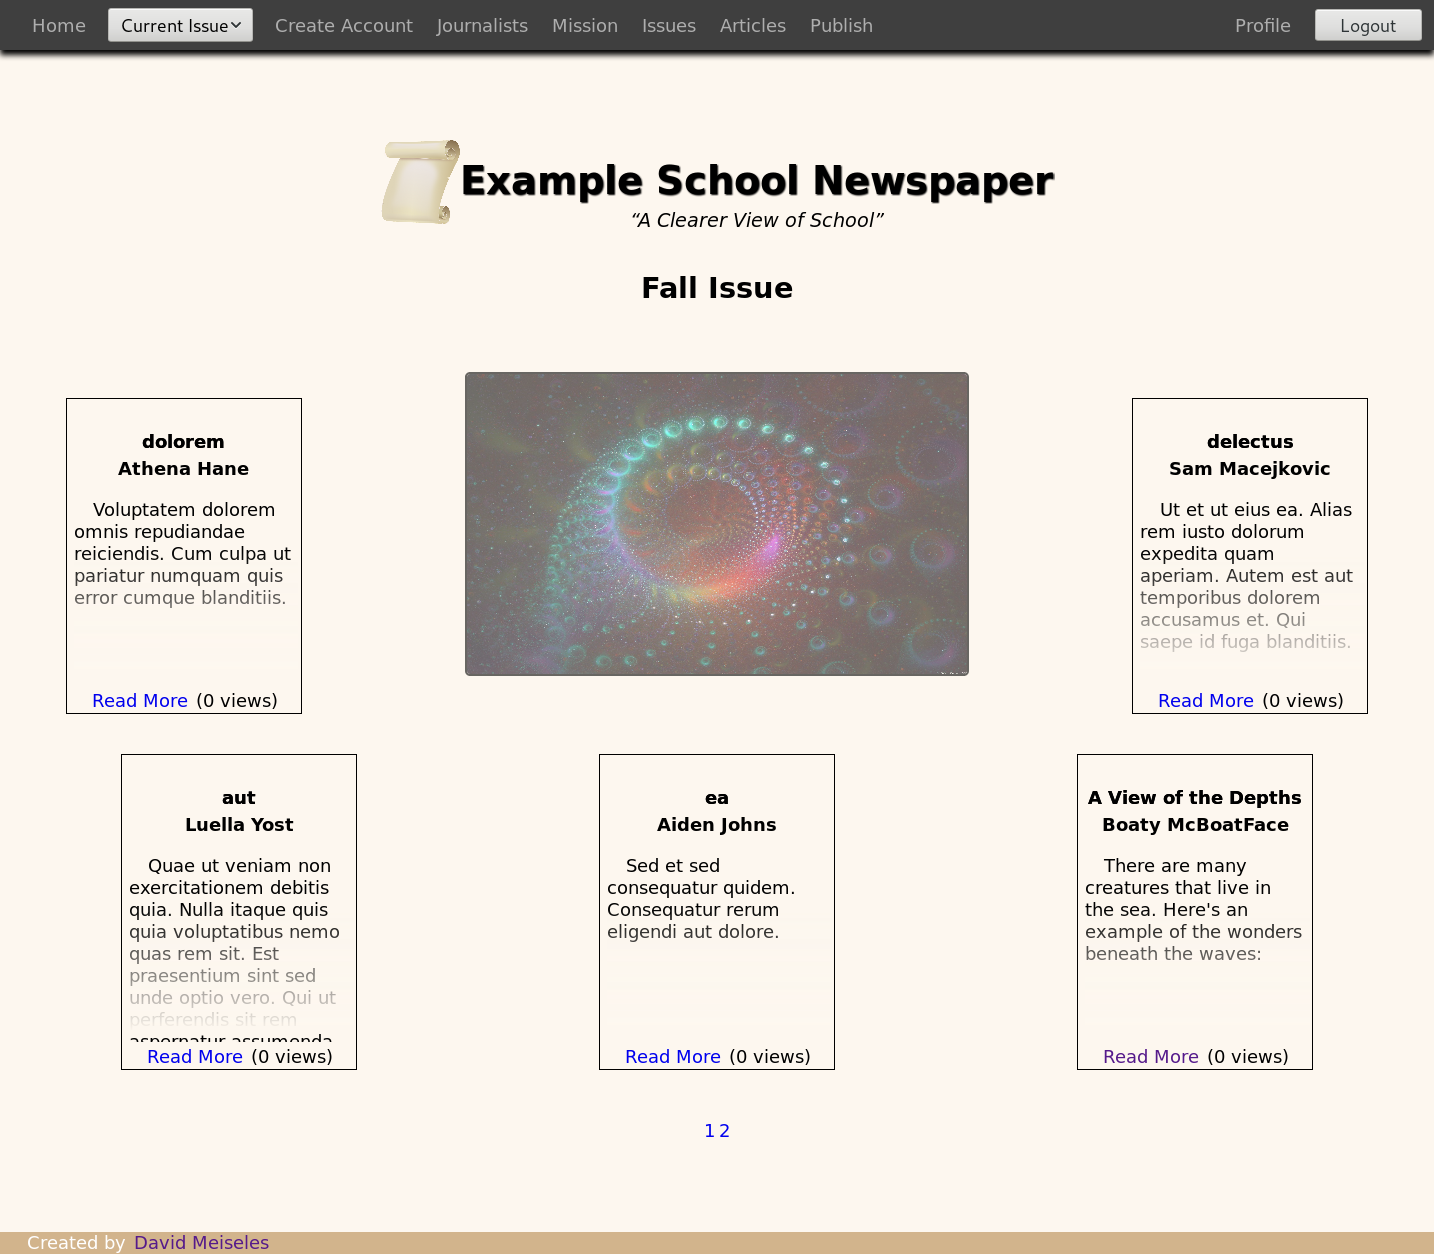 Home Current Issue Create Account Journalists Mission Issues Articles Publish Profile Logout
Example School Newspaper
“A Clearer View of School”
Fall Issue
dolorem
Athena Hane
Voluptatem dolorem
omnis repudiandae
reiciendis. Cum culpa ut
pariatur numquam quis
error cumque blanditiis.
Read More (0 views)
delectus
Sam Macejkovic
Ut et ut eius ea. Alias
rem iusto dolorum
expedita quam
aperiam. Autem est aut
temporibus dolorem
accusamus et. Qui
saepe id fuga blanditiis.
Read More (0 views)
aut
Luella Yost
Quae ut veniam non
exercitationem debitis
quia. Nulla itaque quis
quia voluptatibus nemo
quas rem sit. Est
praesentium sint sed
unde optio vero. Qui ut
perferendis sit rem
aspernatur assumenda
Read More (0 views)
ea
Aiden Johns
Sed et sed
consequatur quidem.
Consequatur rerum
eligendi aut dolore.
Read More (0 views)
A View of the Depths
Boaty McBoatFace
There are many
creatures that live in
the sea. Here's an
example of the wonders
beneath the waves:
Read More (0 views)
1 2
Created by David Meiseles